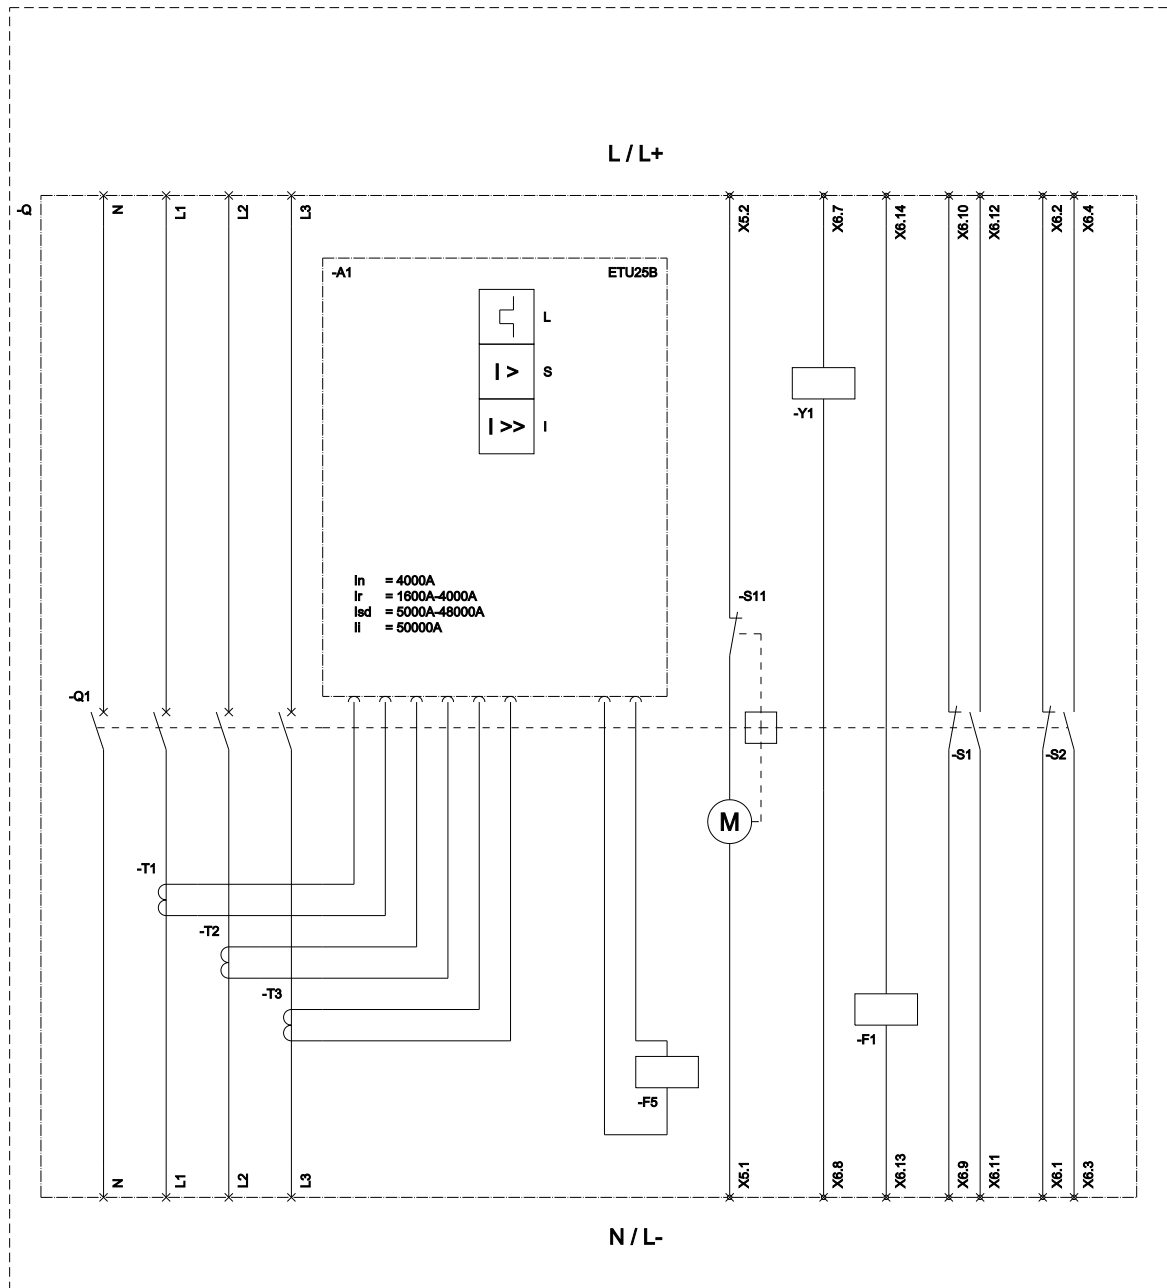 L / L+
-Q
N
L1
L2
L3
X5.2
X6.7
X6.14
X6.10
X6.12
X6.2
X6.4
-A1
ETU25B
L
I >
S
I >>
I
-Y1
In = 4000A
Ir = 1600A-4000A
Isd = 5000A-48000A
Ii = 50000A
-S11
-Q1
-S1
-S2
M
-T1
-T2
-T3
-F1
-F5
N
L1
L2
L3
X5.1
X6.8
X6.13
X6.9
X6.11
X6.1
X6.3
N / L-